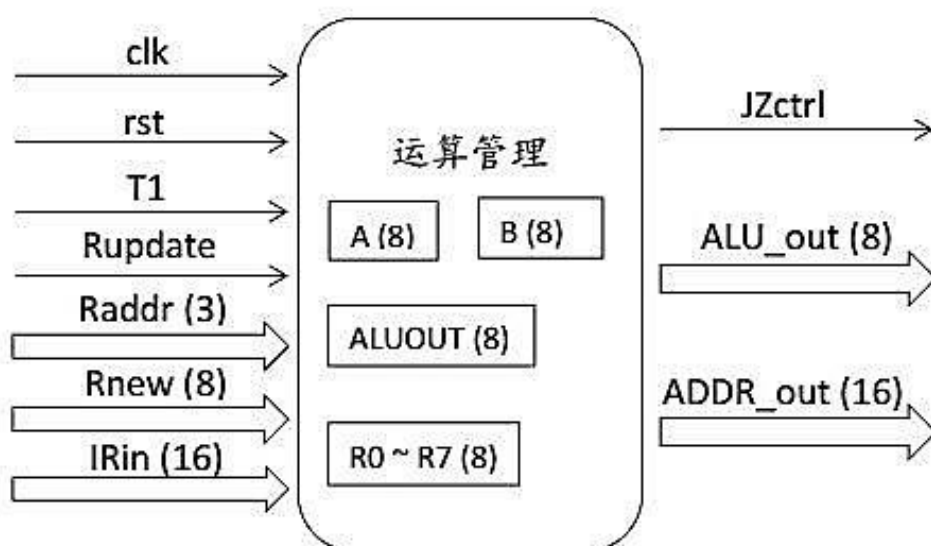 clk
rst
T1
Rupdate
Raddr (3)
Rnew (8)
IRin (16)
运算管理
A (8)
B (8)
ALUOUT (8)
R0 ~ R7 (8)
JZctrl
ALU_out (8)
ADDR_out (16)